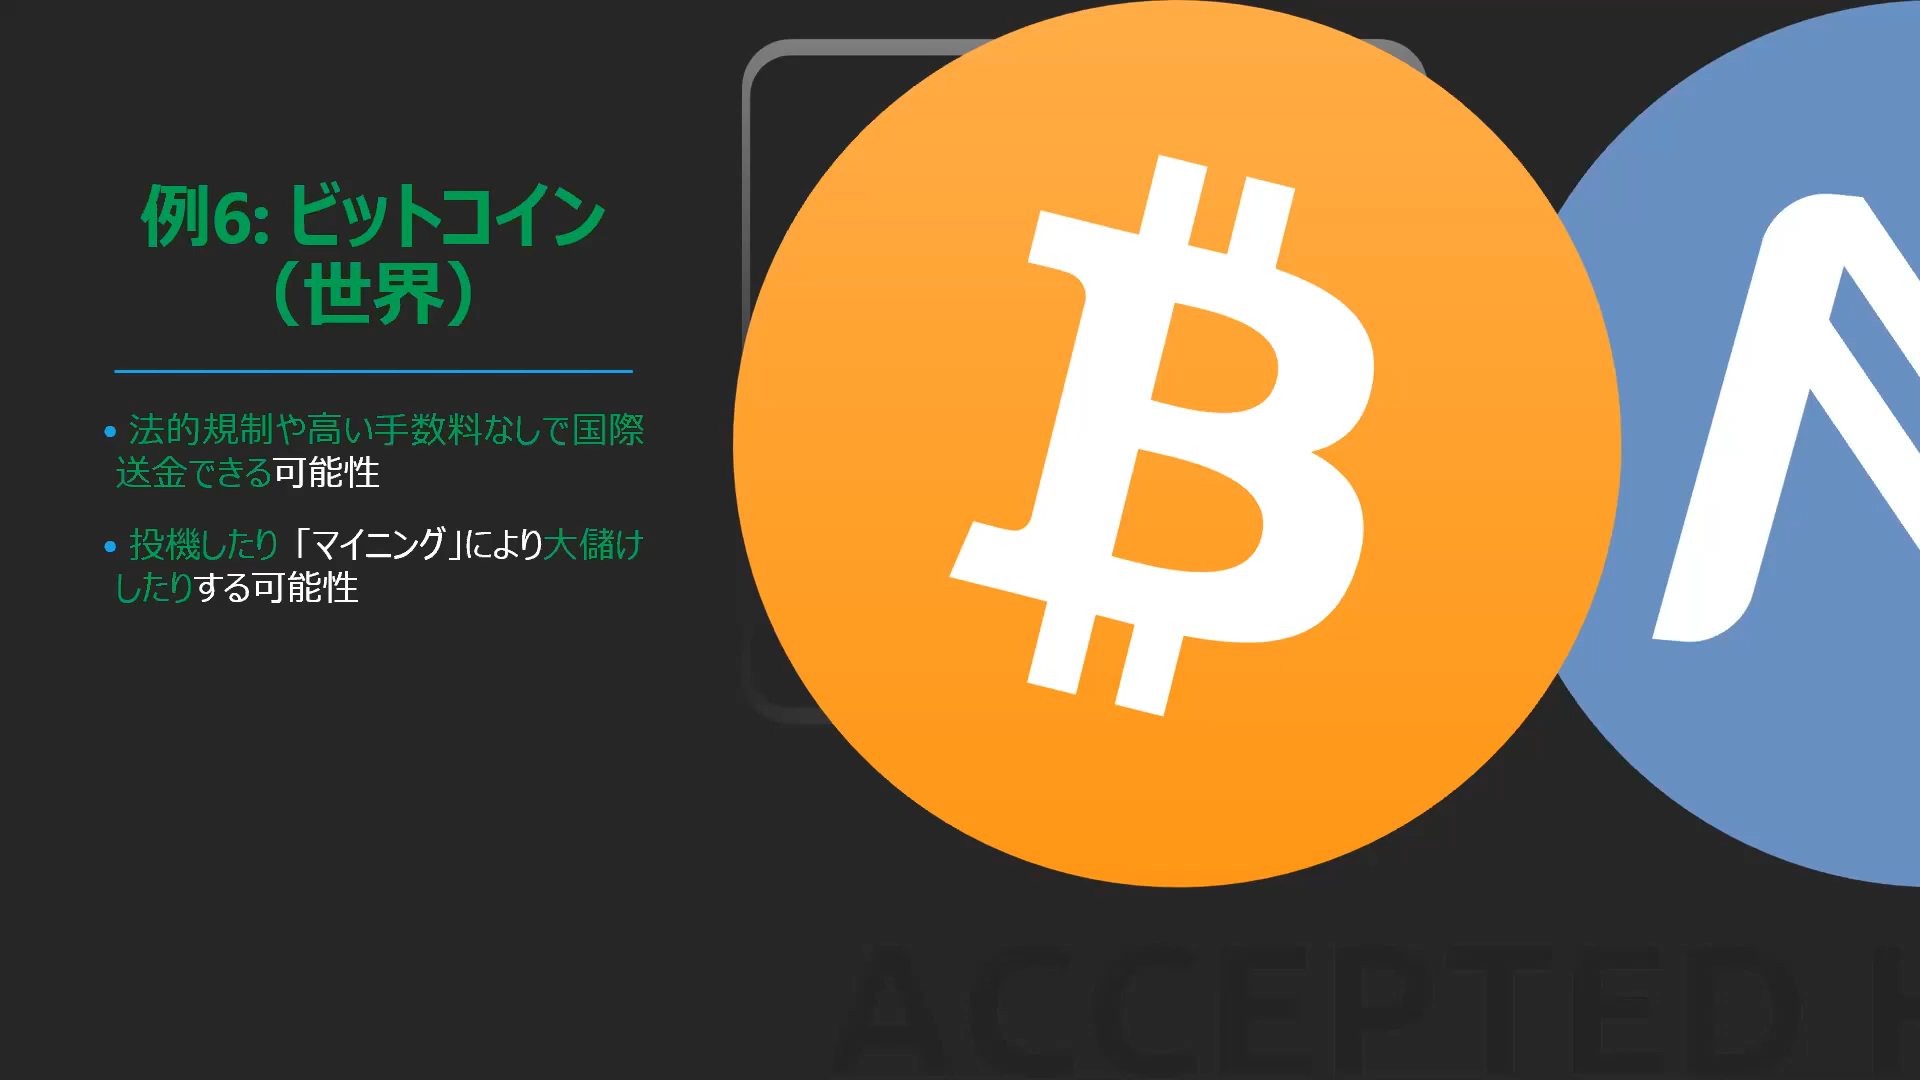 例6: ビットコイン
(世界)
• 法的規制や高い手数料なしで国際
送金できる可能性
• 投機したり「マイニング」により大儲け
したりする可能性
ACCEPTED H